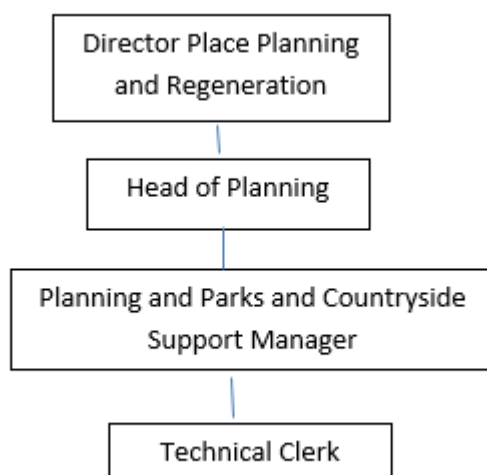 Director Place Planning
and Regeneration
Head of Planning
Planning and Parks and Countryside
Support Manager
Technical Clerk